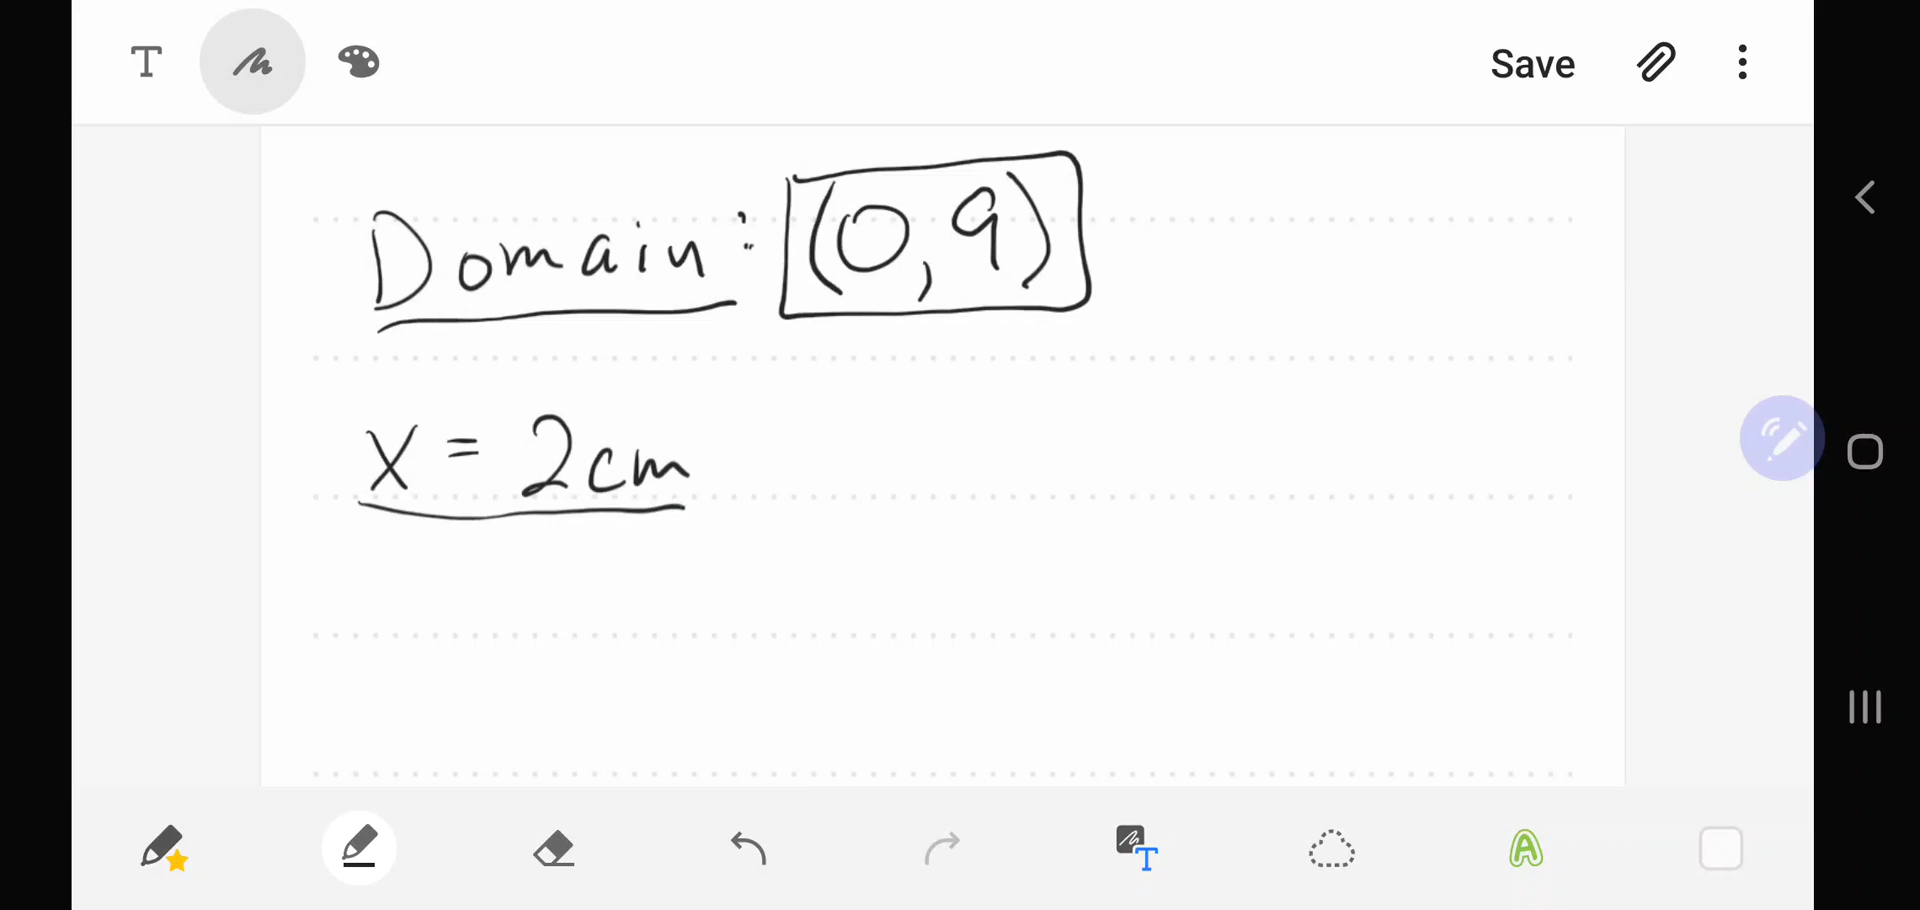 T Save
Domain: (0,9)
x = 2cm
T A